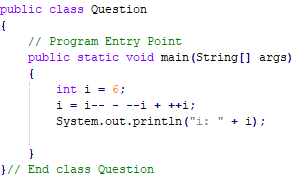 public class Question
{
// Program Entry Point
public static void main(String[] args)
{
int i = 6;
i = i-- - --i + ++i;
System.out.println("i: " + i);
}
}// End class Question